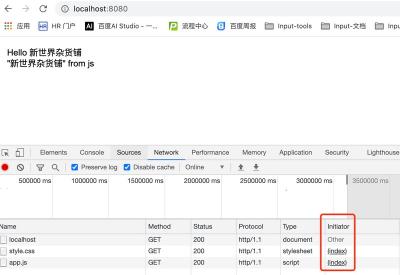 localhost:8080
应用
HR 门户
百度AI Studio - 一...
流程中心
百度周报
Input-tools
Input-文档
Input-
Hello 新世界杂货铺
"新世界杂货铺" from js
Elements Console Sources Network Performance Memory Application Security Lighthouse
Preserve log Disable cache Online
500000 ms 1000000 ms 1500000 ms 2000000 ms 2500000 ms 3000000 ms 3500000 ms
Name Method Status Protocol Type Initiator
localhost GET 200 http/1.1 document Other
style.css GET 200 http/1.1 stylesheet (index)
app.js GET 200 http/1.1 script (index)